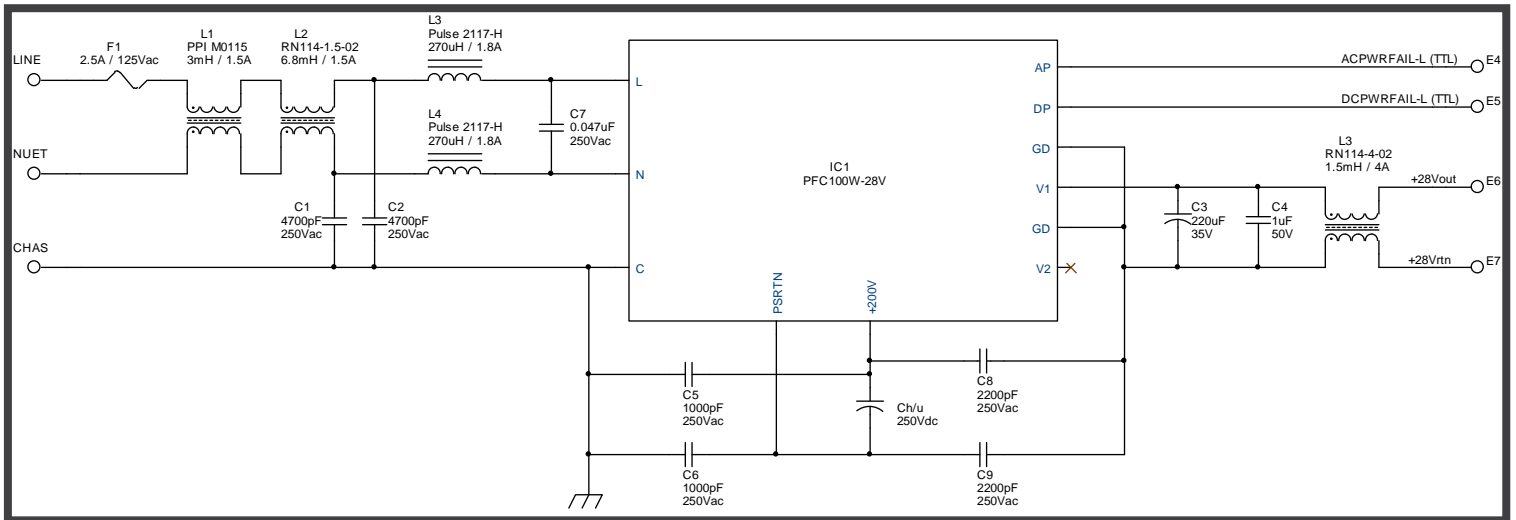 LINE
F1
2.5A / 125Vac
L1
PPI M0115
3mH / 1.5A
L2
RN114-1.5-02
6.8mH / 1.5A
L3
Pulse 2117-H
270uH / 1.8A
L4
Pulse 2117-H
270uH / 1.8A
C7
0.047uF
250Vac
NUET
C1
4700pF
250Vac
C2
4700pF
250Vac
CHAS
L
N
C
IC1
PFC100W-28V
PSRTN
+200V
AP
DP
GD
V1
GD
V2
ACPWRFAIL-L (TTL)
E4
DCPWRFAIL-L (TTL)
E5
L3
RN114-4-02
1.5mH / 4A
+28Vout
E6
C3
220uF
35V
C4
1uF
50V
+28Vrtn
E7
C5
1000pF
250Vac
C8
2200pF
250Vac
Ch/u
250Vdc
C6
1000pF
250Vac
C9
2200pF
250Vac